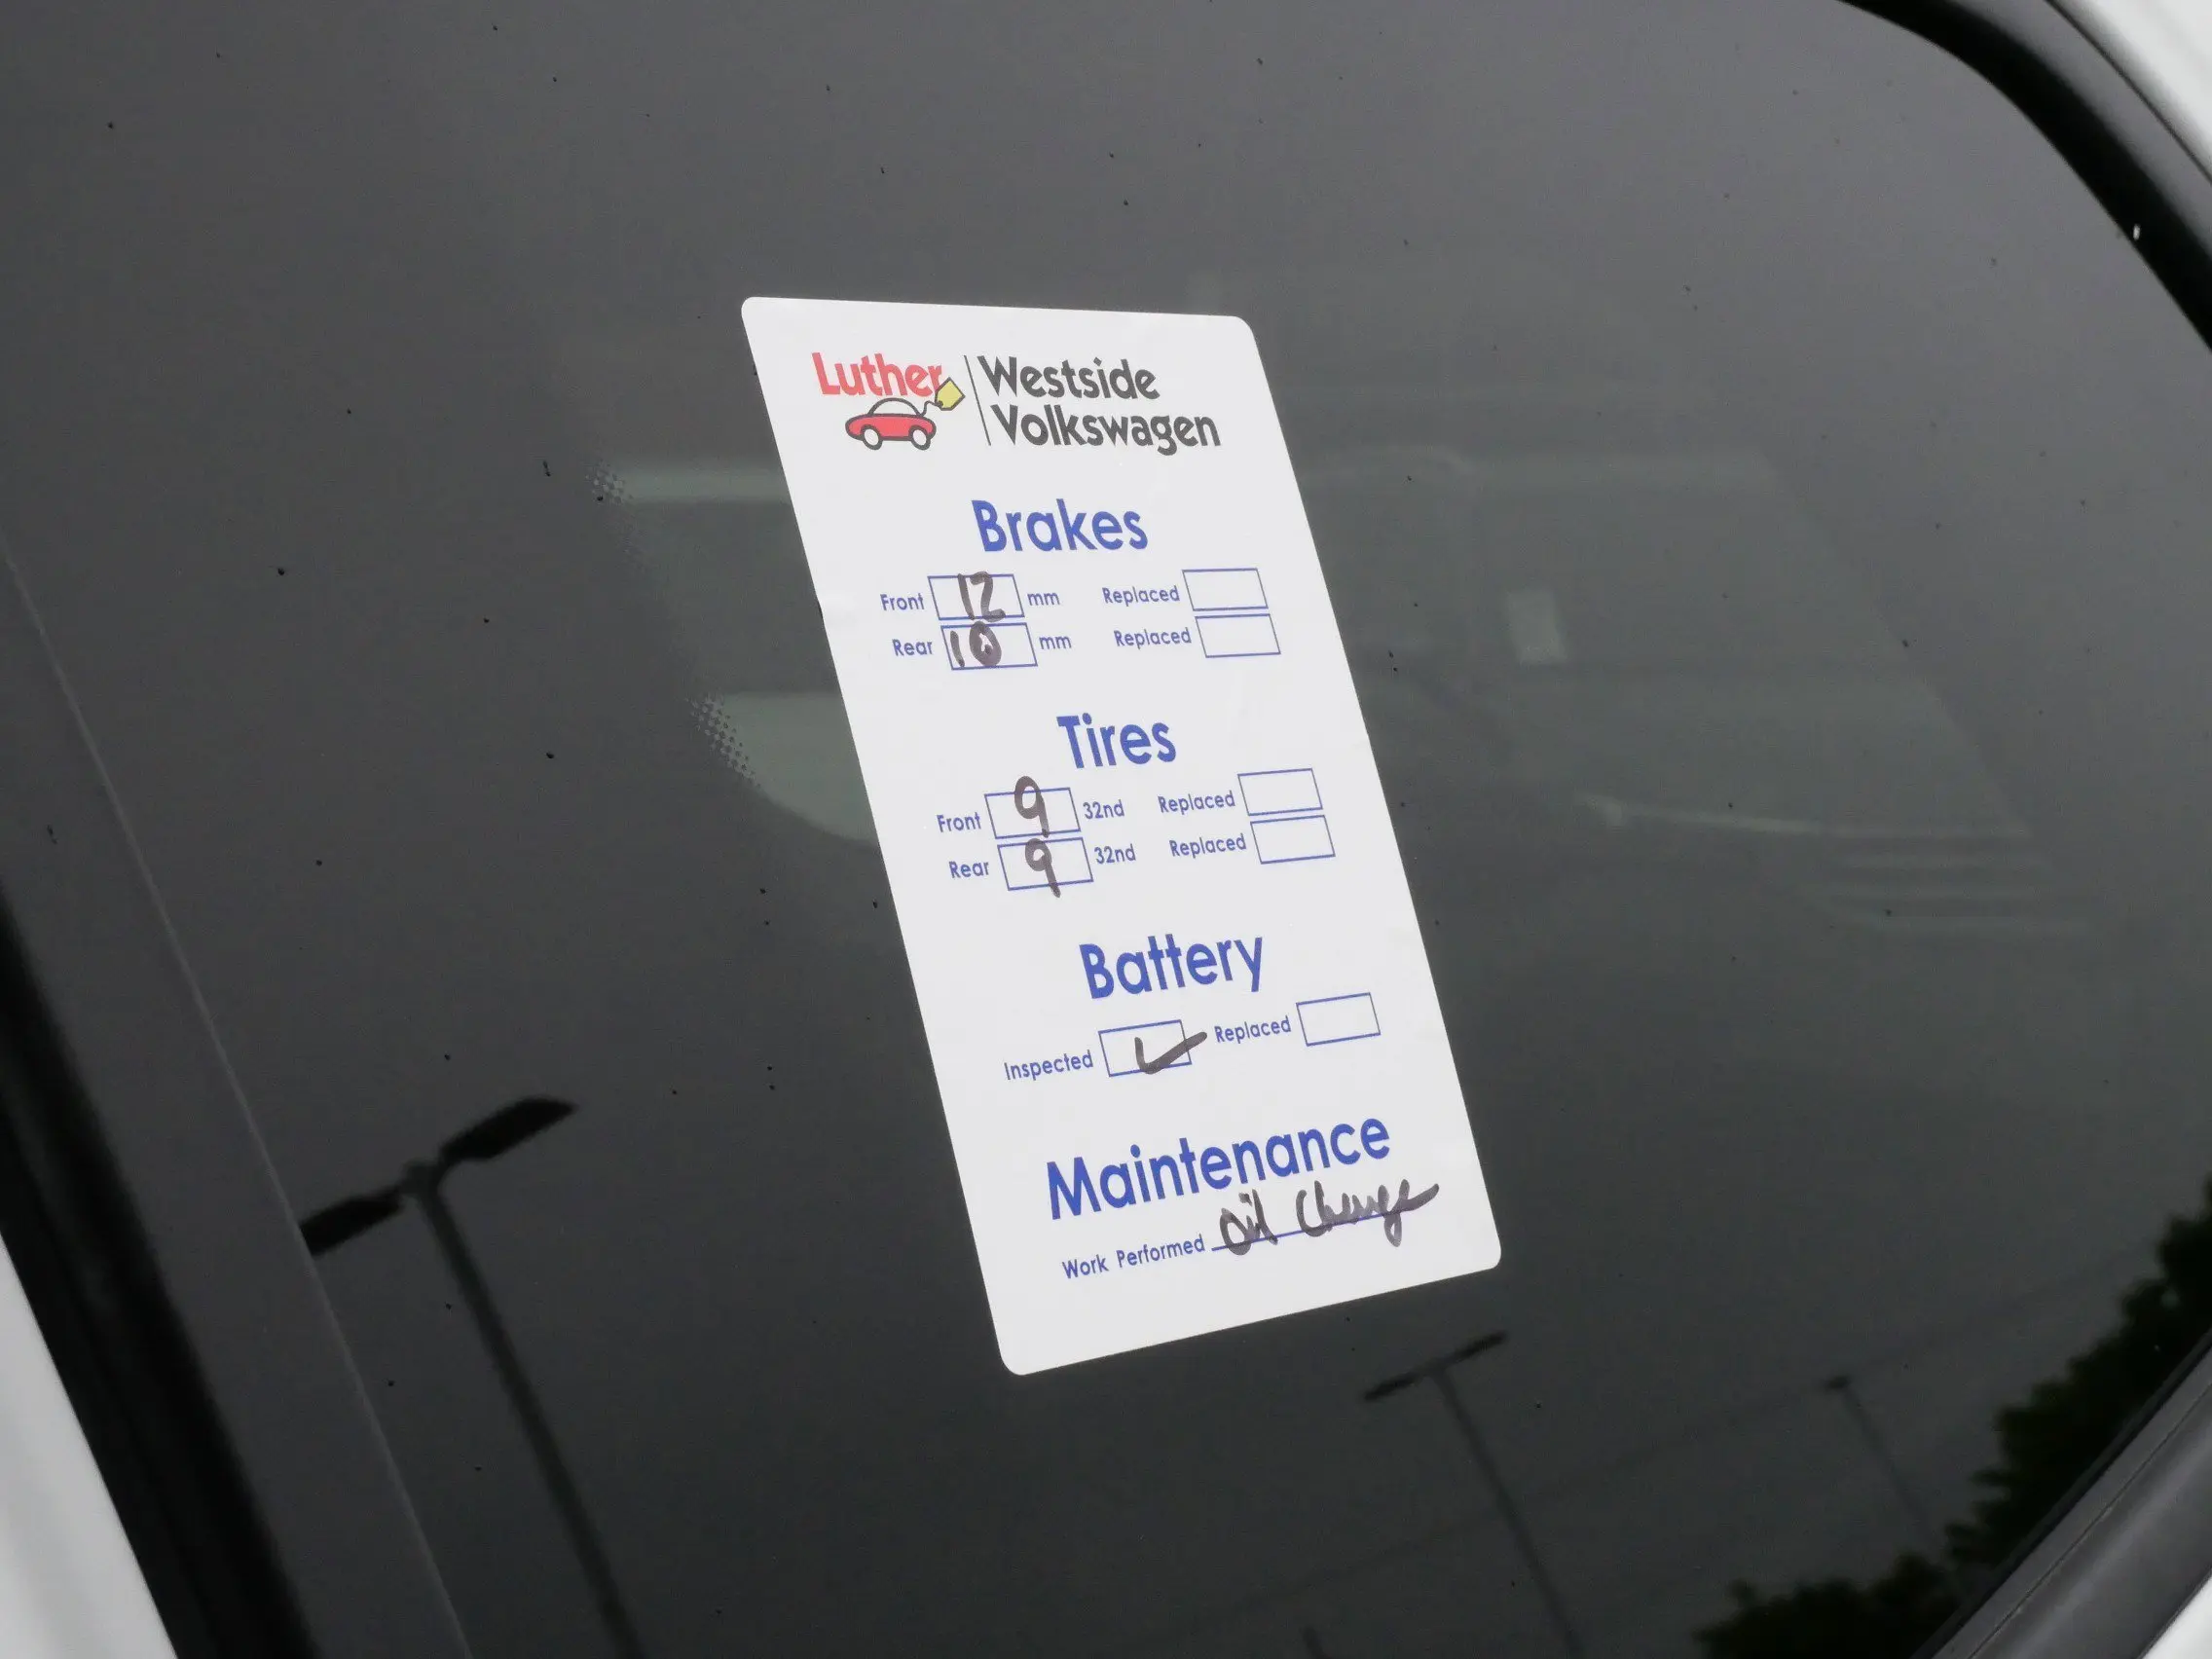 Luther Westside
Volkswagen
Brakes
Front 12 mm Replaced
Rear 10 mm Replaced
Tires
Front 9 32nd Replaced
Rear 9 32nd Replaced
Battery
Inspected ✓ Replaced
Maintenance
Work Performed Oil Change